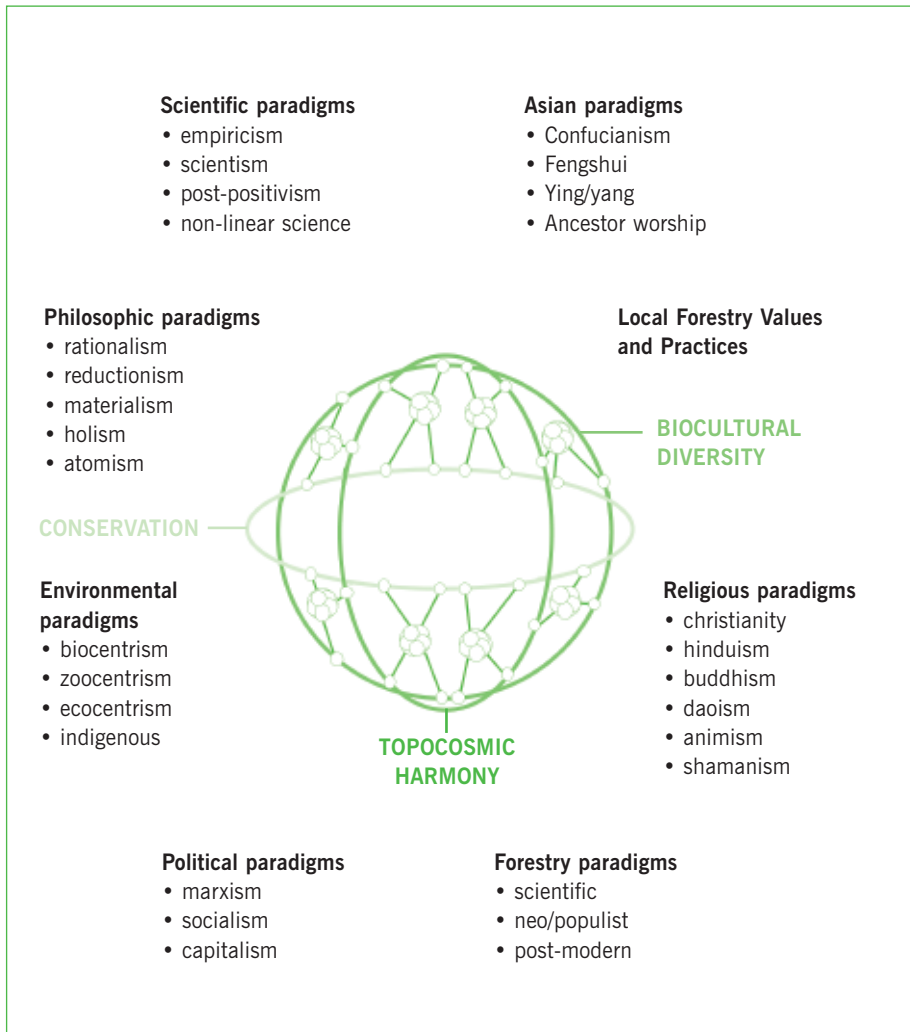 Scientific paradigms
• empiricism
• scientism
• post-positivism
• non-linear science
Asian paradigms
• Confucianism
• Fengshui
• Ying/yang
• Ancestor worship
Philosophic paradigms
• rationalism
• reductionism
• materialism
• holism
• atomism
Local Forestry Values
and Practices
BIOCULTURAL
DIVERSITY
CONSERVATION
Environmental
paradigms
• biocentrism
• zoocentrism
• ecocentrism
• indigenous
Religious paradigms
• christianity
• hinduism
• buddhism
• daoism
• animism
• shamanism
TOPOCOSMIC
HARMONY
Political paradigms
• marxism
• socialism
• capitalism
Forestry paradigms
• scientific
• neo/populist
• post-modern